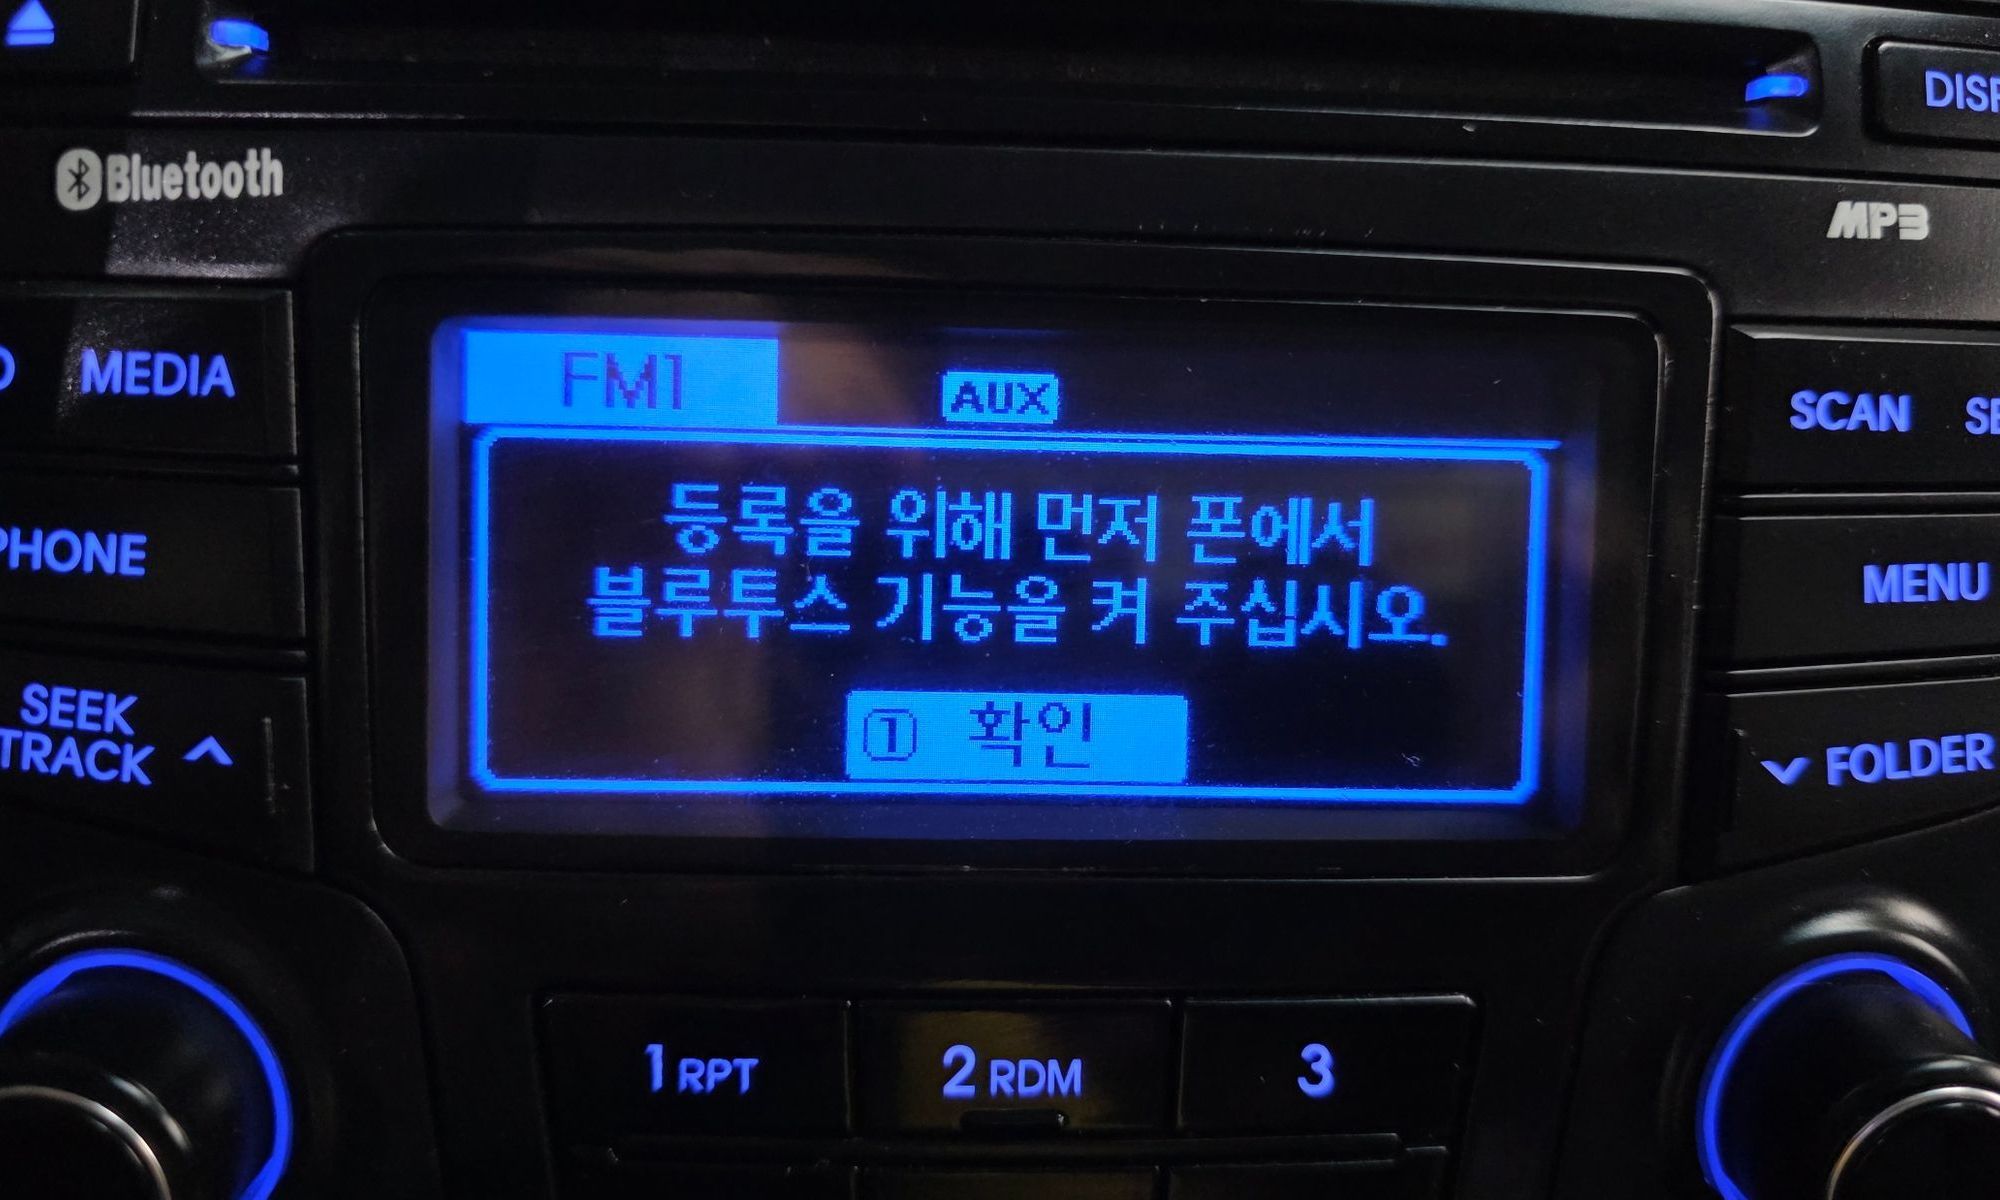 DISP
Bluetooth
MP3
MEDIA
FM1
AUX
SCAN
등록을 위해 먼저 폰에서
블루투스 기능을 켜 주십시오.
PHONE
MENU
① 확인
SEEK
TRACK
FOLDER
1 RPT
2 RDM
3